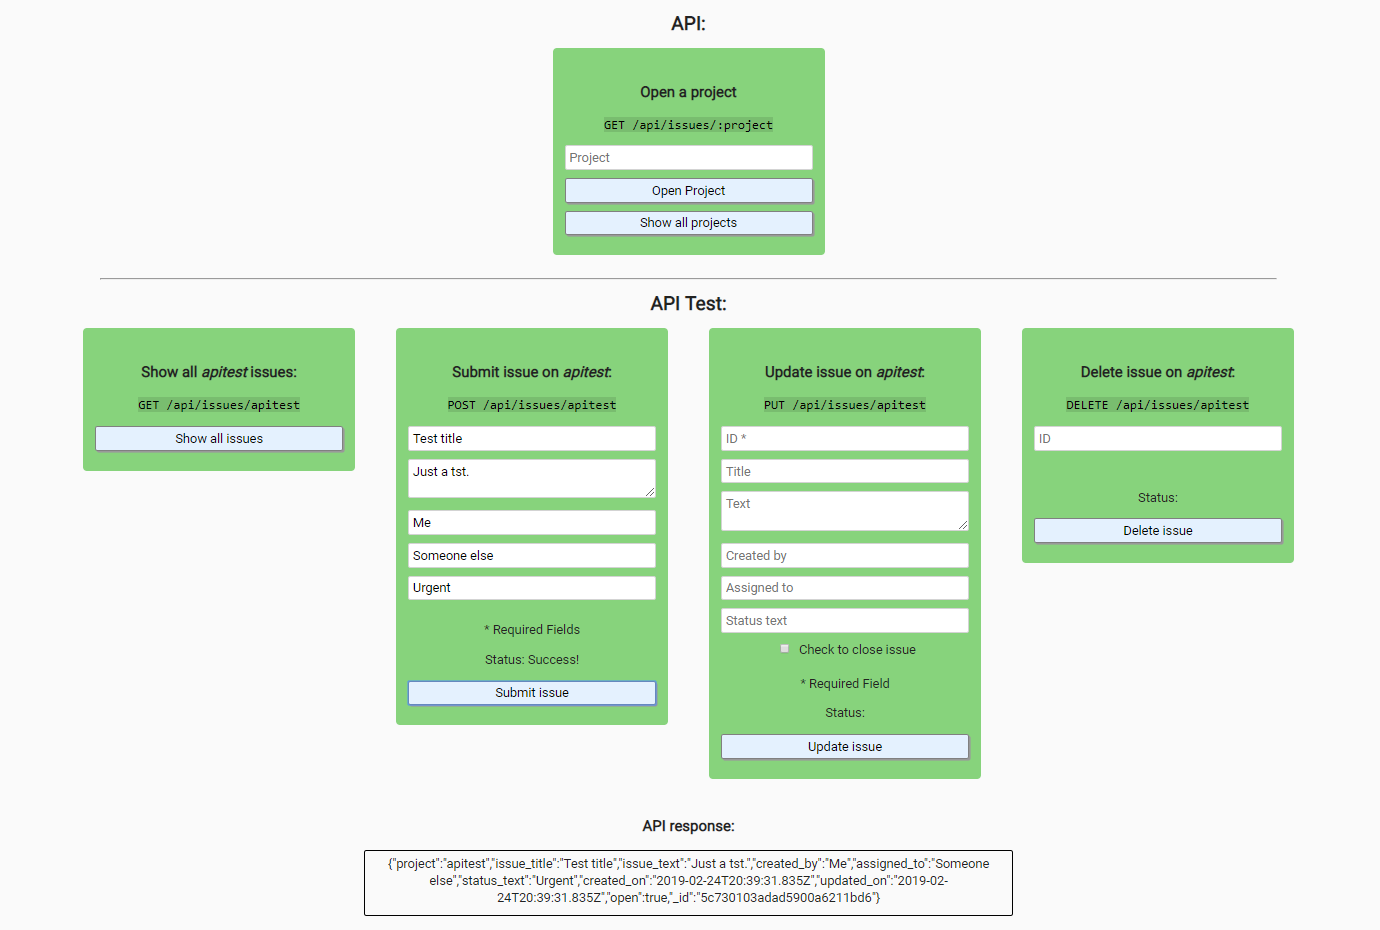 API:
Open a project
GET /api/issues/:project
Project
Open Project
Show all projects
API Test:
Show all apitest issues:
GET /api/issues/apitest
Show all issues
Submit issue on apitest:
POST /api/issues/apitest
Test title
Just a tst.
Me
Someone else
Urgent
* Required Fields
Status: Success!
Submit issue
Update issue on apitest:
PUT /api/issues/apitest
ID *
Title
Text
Created by
Assigned to
Status text
Check to close issue
* Required Field
Status:
Update issue
Delete issue on apitest:
DELETE /api/issues/apitest
ID
Status:
Delete issue
API response:
{"project":"apitest","issue_title":"Test title","issue_text":"Just a tst.","created_by":"Me","assigned_to":"Someone
else","status_text":"Urgent","created_on":"2019-02-24T20:39:31.835Z","updated_on":"2019-02-
24T20:39:31.835Z","open":true,"_id":"5c730103adad5900a6211bd6"}